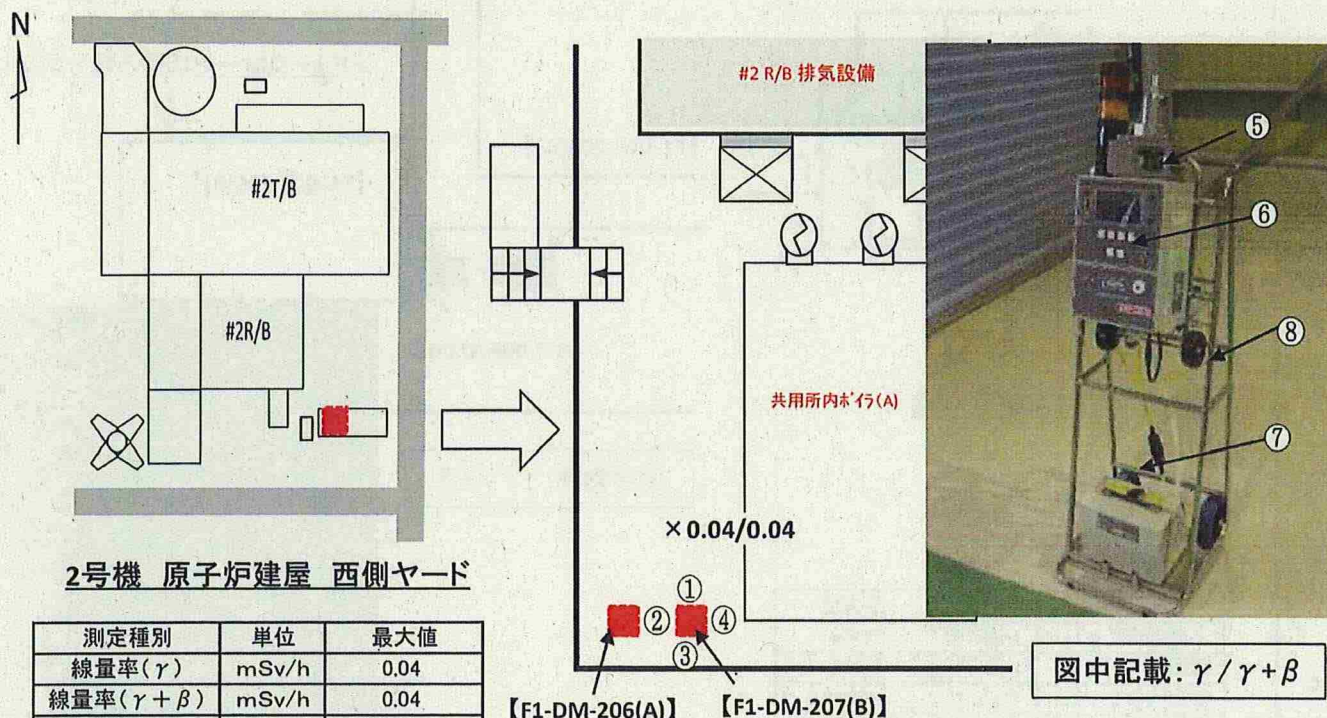 N
#2T/B
#2R/B
2号機 原子炉建屋 西側ヤード
測定種別 単位 最大値
線量率(γ) mSv/h 0.04
線量率(γ+β) mSv/h 0.04
#2 R/B 排気設備
共用所内ボイラ(A)
×0.04/0.04
①
② ④
③
【F1-DM-206(A)】 【F1-DM-207(B)】
⑤
⑥
⑧
⑦
図中記載:γ/γ+β